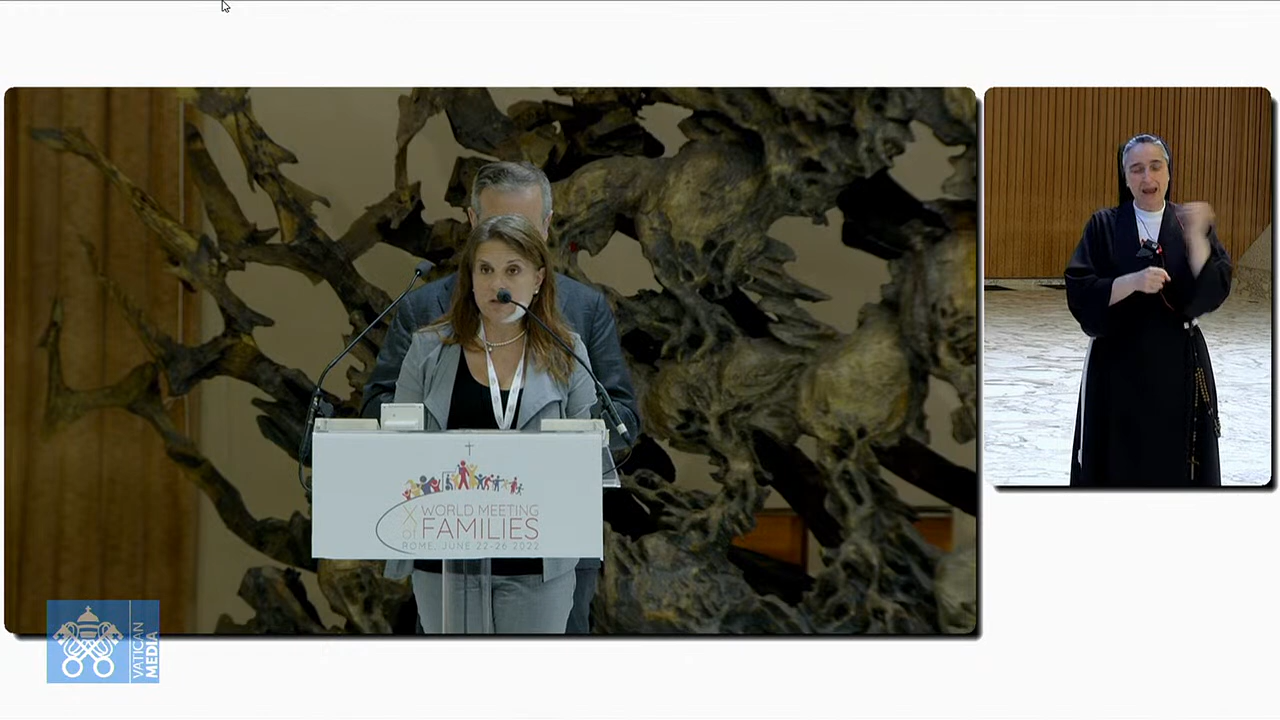 X WORLD MEETING
OF FAMILIES
ROME, JUNE 22-26 2022
VATICAN
MEDIA